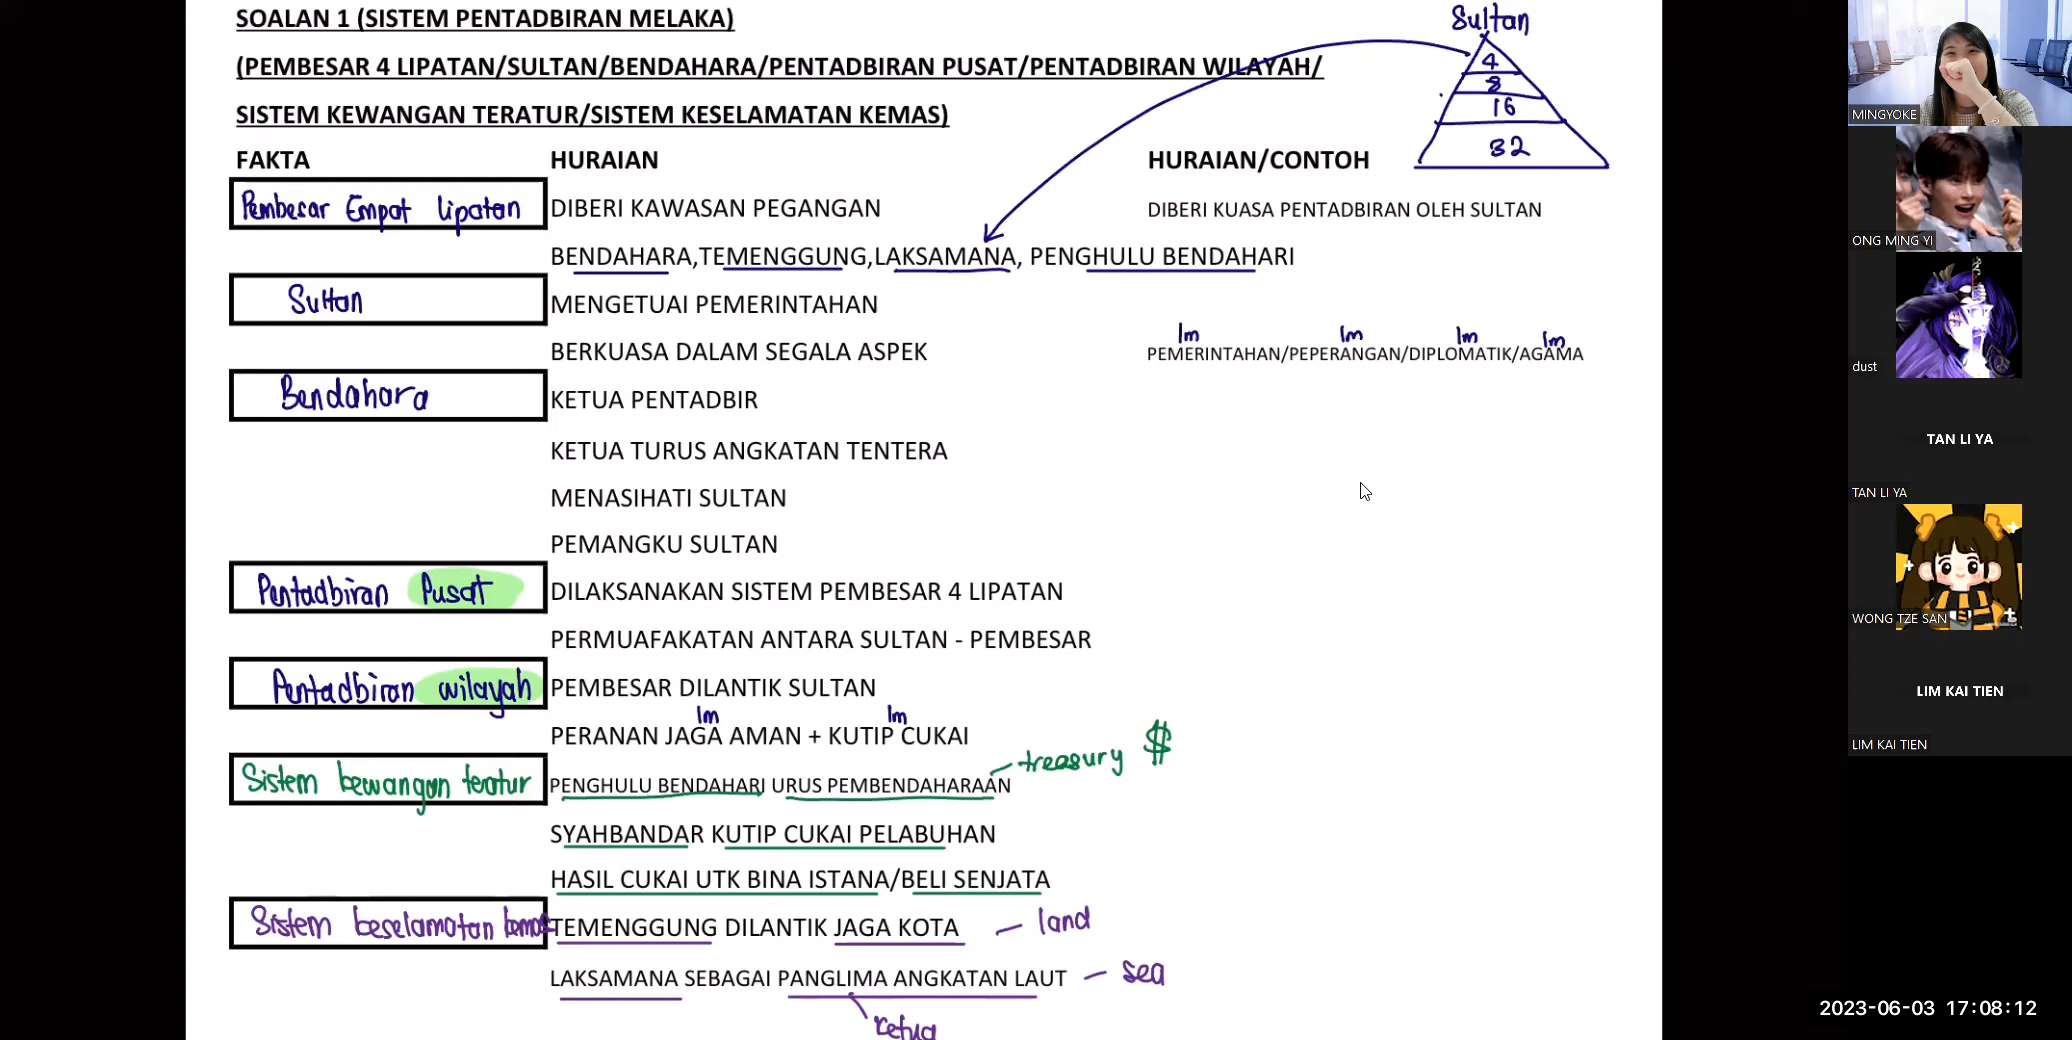 SOALAN 1 (SISTEM PENTADBIRAN MELAKA)
(PEMBESAR 4 LIPATAN/SULTAN/BENDAHARA/PENTADBIRAN PUSAT/PENTADBIRAN WILAYAH/
SISTEM KEWANGAN TERATUR/SISTEM KESELAMATAN KEMAS)
Sultan
4
8
16
32
FAKTA HURAIAN HURAIAN/CONTOH
Pembesar Empat lipatan DIBERI KAWASAN PEGANGAN DIBERI KUASA PENTADBIRAN OLEH SULTAN
BENDAHARA,TEMENGGUNG,LAKSAMANA, PENGHULU BENDAHARI
Sultan MENGETUAI PEMERINTAHAN
1m 1m 1m 1m
BERKUASA DALAM SEGALA ASPEK PEMERINTAHAN/PEPERANGAN/DIPLOMATIK/AGAMA
Bendahara KETUA PENTADBIR
KETUA TURUS ANGKATAN TENTERA
MENASIHATI SULTAN
PEMANGKU SULTAN
Pentadbiran Pusat DILAKSANAKAN SISTEM PEMBESAR 4 LIPATAN
PERMUAFAKATAN ANTARA SULTAN - PEMBESAR
Pentadbiran wilayah PEMBESAR DILANTIK SULTAN
1m 1m
PERANAN JAGA AMAN + KUTIP CUKAI
treasury $
Sistem kewangan teratur PENGHULU BENDAHARI URUS PEMBENDAHARAAN
SYAHBANDAR KUTIP CUKAI PELABUHAN
HASIL CUKAI UTK BINA ISTANA/BELI SENJATA
Sistem keselamatan kemas TEMENGGUNG DILANTIK JAGA KOTA – land
LAKSAMANA SEBAGAI PANGLIMA ANGKATAN LAUT – sea
ketua
MINGYOKE
ONG MING YI
dust
TAN LI YA
TAN LI YA
WONG TZE SAN
LIM KAI TIEN
LIM KAI TIEN
2023-06-03 17:08:12